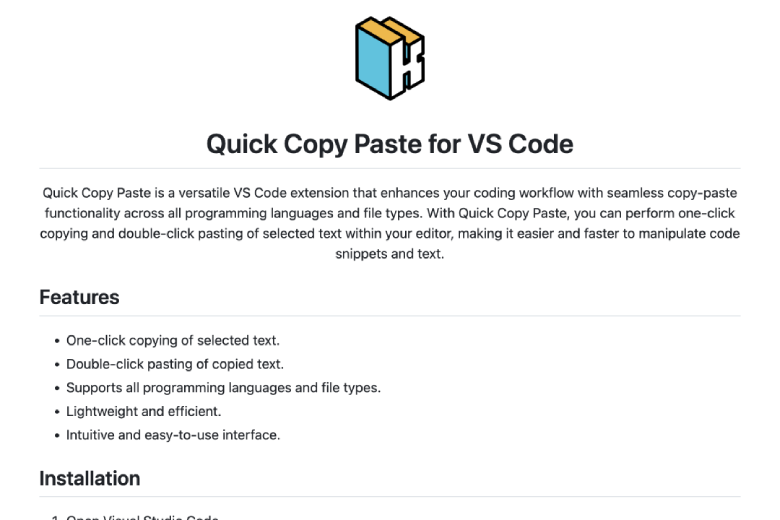 Quick Copy Paste for VS Code
Quick Copy Paste is a versatile VS Code extension that enhances your coding workflow with seamless copy-paste
functionality across all programming languages and file types. With Quick Copy Paste, you can perform one-click
copying and double-click pasting of selected text within your editor, making it easier and faster to manipulate code
snippets and text.
Features
• One-click copying of selected text.
• Double-click pasting of copied text.
• Supports all programming languages and file types.
• Lightweight and efficient.
• Intuitive and easy-to-use interface.
Installation
1. Open Visual Studio Code.